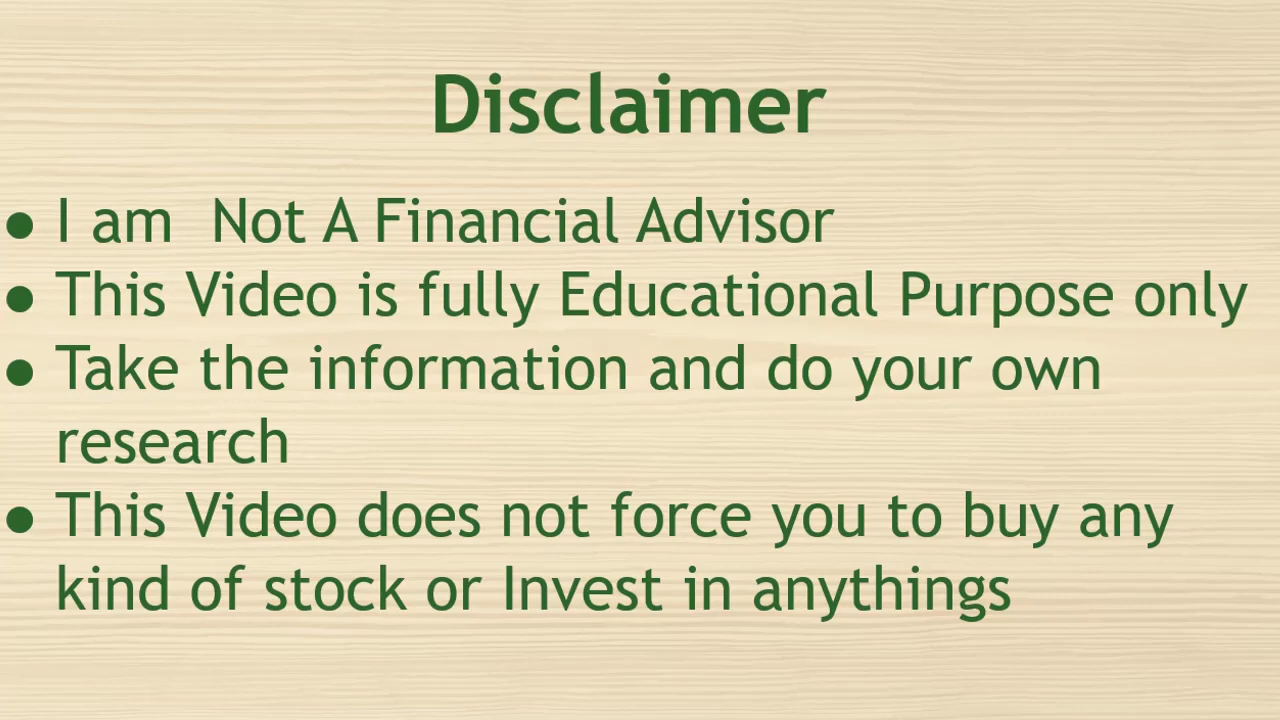 Disclaimer
● I am  Not A Financial Advisor
● This Video is fully Educational Purpose only
● Take the information and do your own
research
● This Video does not force you to buy any
kind of stock or Invest in anythings